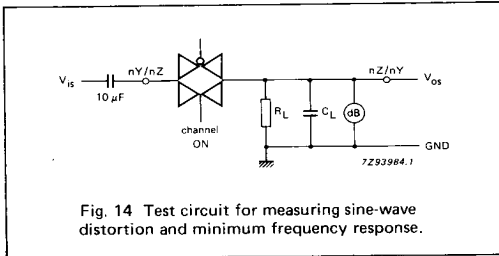 V_is
10 µF
nY/nZ
channel
ON
R_L
C_L
dB
nZ/nY
V_os
GND
7Z93984.1
Fig. 14 Test circuit for measuring sine-wave
distortion and minimum frequency response.